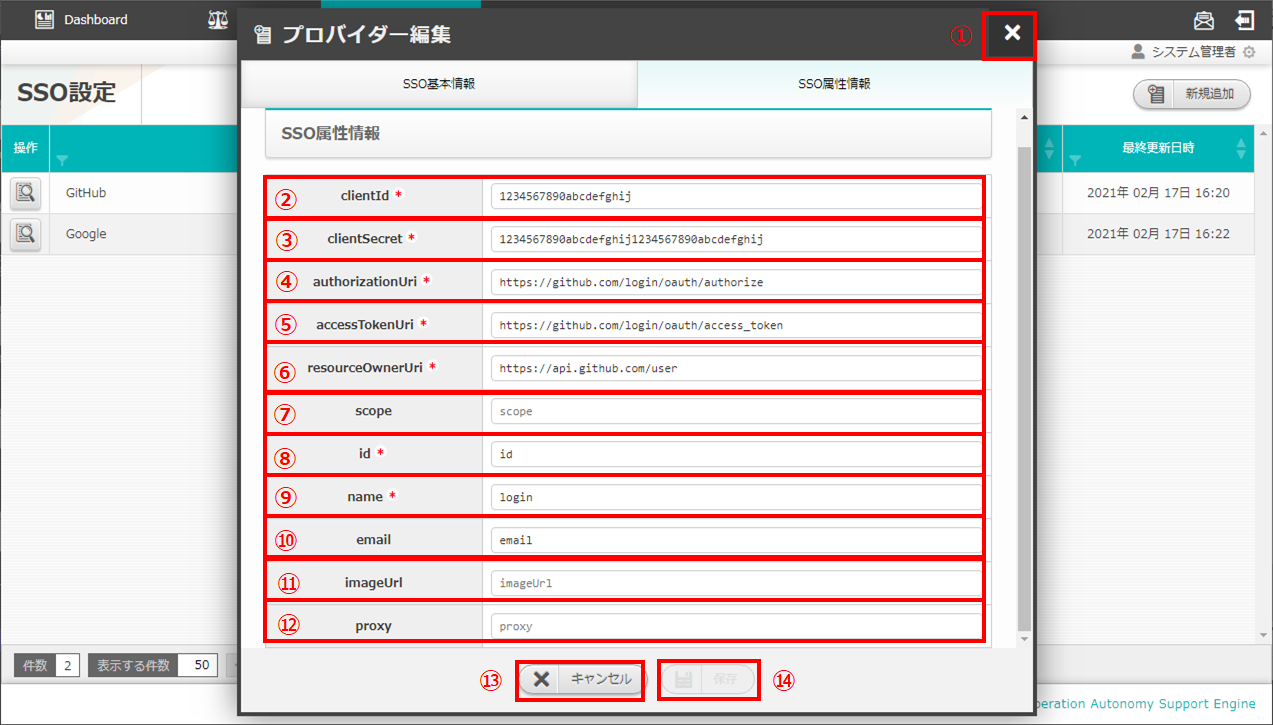 Dashboard
プロバイダー編集
①
システム管理者
SSO設定
新規追加
SSO基本情報
SSO属性情報
SSO属性情報
操作
最終更新日時
GitHub
2021年 02月 17日 16:20
Google
2021年 02月 17日 16:22
② clientId * 1234567890abcdefghij
③ clientSecret * 1234567890abcdefghij1234567890abcdefghij
④ authorizationUri * https://github.com/login/oauth/authorize
⑤ accessTokenUri * https://github.com/login/oauth/access_token
⑥ resourceOwnerUri * https://api.github.com/user
⑦ scope scope
⑧ id * id
⑨ name * login
⑩ email email
⑪ imageUrl imageUrl
⑫ proxy proxy
件数 2 表示する件数 50
⑬ キャンセル 保存 ⑭
peration Autonomy Support Engine